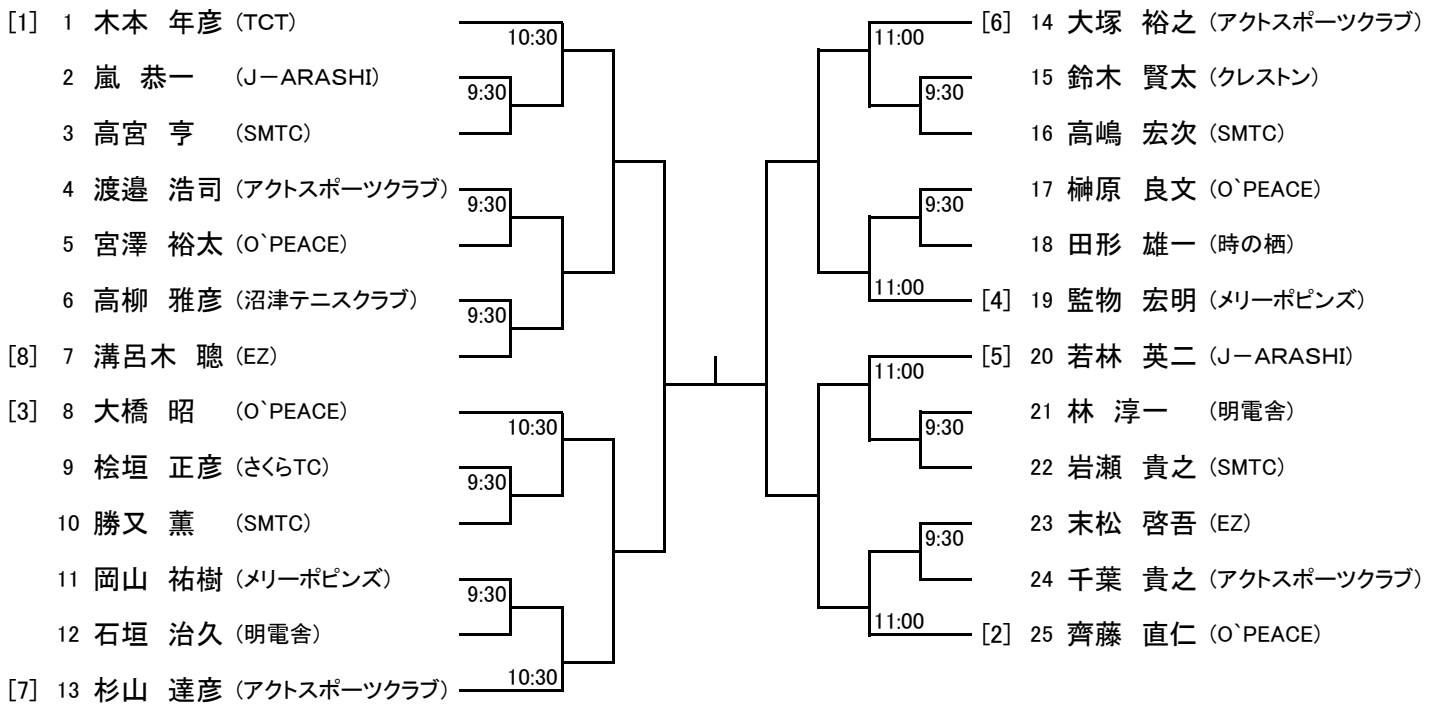 [1] 1 木本 年彦 (TCT)
10:30
2 嵐 恭一 (J-ARASHI)
9:30
3 高宮 亨 (SMTC)
4 渡邉 浩司 (アクトスポーツクラブ)
9:30
5 宮澤 裕太 (O`PEACE)
6 高柳 雅彦 (沼津テニスクラブ)
9:30
[8] 7 溝呂木 聰 (EZ)
[3] 8 大橋 昭 (O`PEACE)
10:30
9 桧垣 正彦 (さくらTC)
9:30
10 勝又 薫 (SMTC)
11 岡山 祐樹 (メリーポピンズ)
9:30
12 石垣 治久 (明電舎)
10:30
[7] 13 杉山 達彦 (アクトスポーツクラブ)
[6] 14 大塚 裕之 (アクトスポーツクラブ)
11:00
15 鈴木 賢太 (クレストン)
9:30
16 高嶋 宏次 (SMTC)
17 榊原 良文 (O`PEACE)
9:30
18 田形 雄一 (時の栖)
11:00
[4] 19 監物 宏明 (メリーポピンズ)
[5] 20 若林 英二 (J-ARASHI)
11:00
21 林 淳一 (明電舎)
9:30
22 岩瀬 貴之 (SMTC)
23 末松 啓吾 (EZ)
9:30
24 千葉 貴之 (アクトスポーツクラブ)
11:00
[2] 25 齊藤 直仁 (O`PEACE)